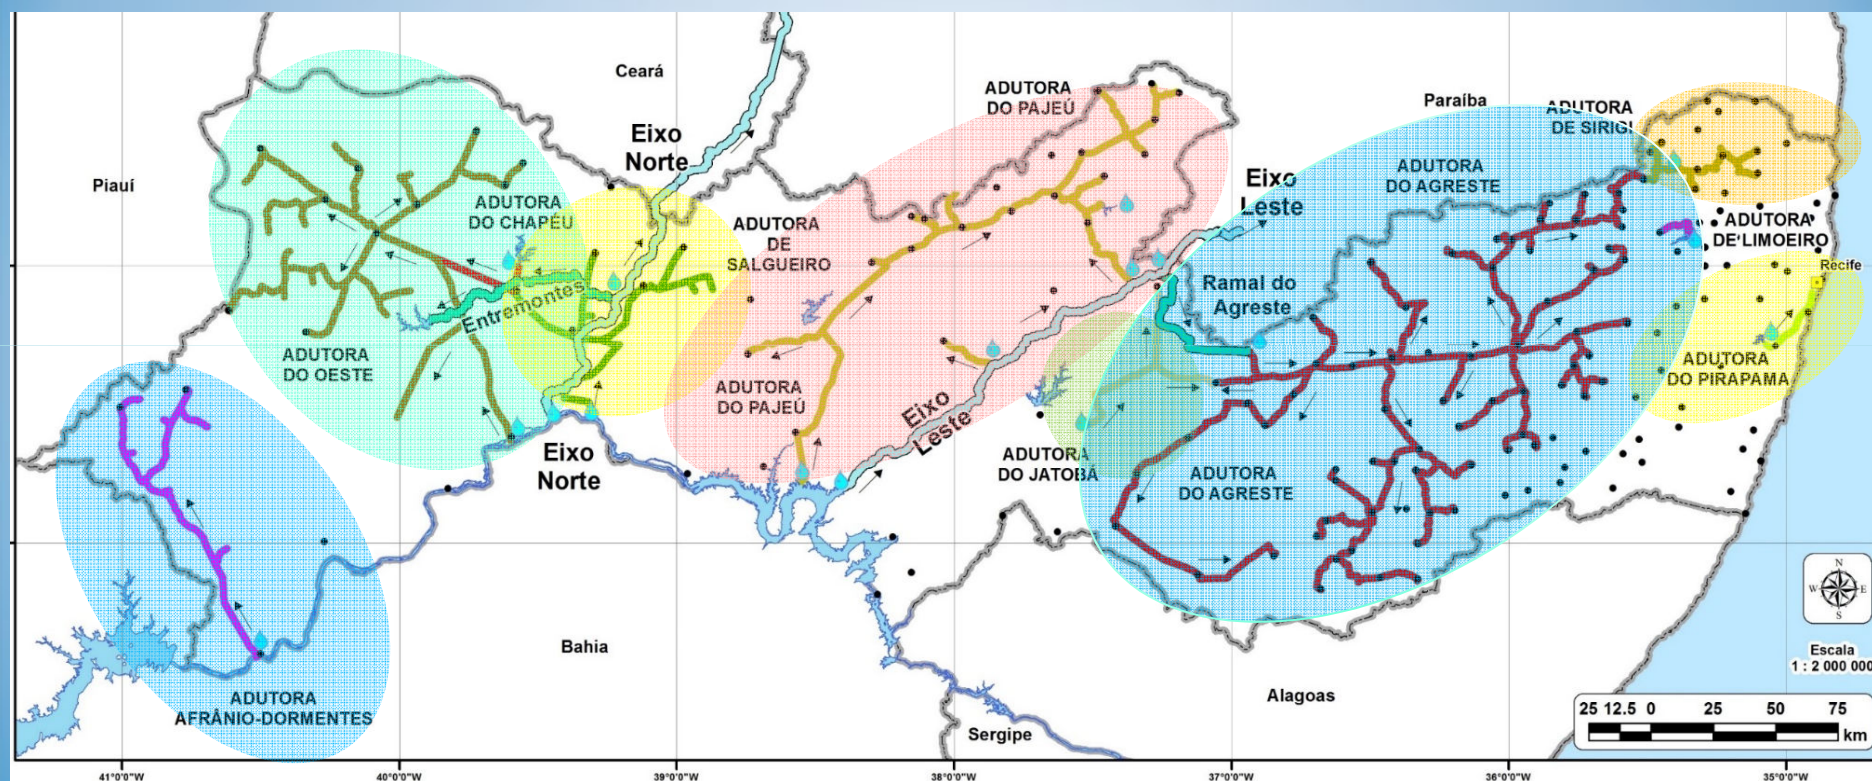 Ceará
ADUTORA
DO PAJEÚ
Paraíba
ADUTORA
DE SIRIGI
Eixo
Norte
Piauí
ADUTORA
DO CHAPÉU
ADUTORA
DO AGRESTE
Eixo
Leste
ADUTORA
DE
SALGUEIRO
ADUTORA
DE LIMOEIRO
Recife
Entremontes
Ramal do
Agreste
ADUTORA
DO OESTE
ADUTORA
DO PAJEÚ
ADUTORA
DO PIRAPAMA
Eixo
Leste
Eixo
Norte
ADUTORA
DO JATOBÁ
ADUTORA
DO AGRESTE
N
W
E
S
Bahia
Escala
1 : 2 000 000
ADUTORA
AFRÂNIO-DORMENTES
Alagoas
Sergipe
25 12.5 0 25 50 75
km
41°0'0"W 40°0'0"W 39°0'0"W 38°0'0"W 37°0'0"W 36°0'0"W 35°0'0"W